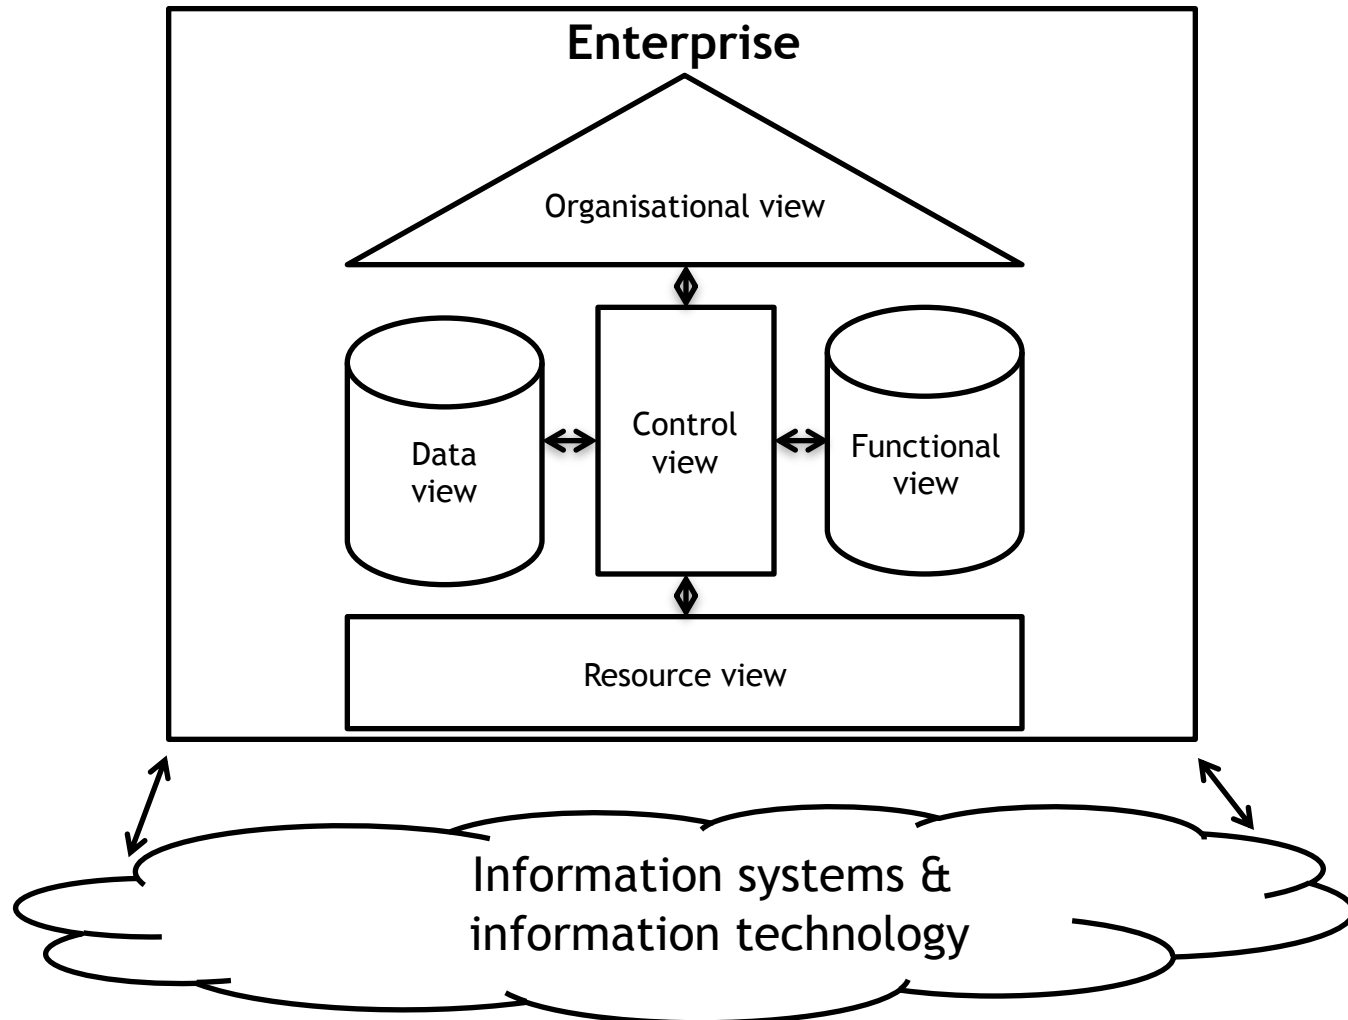 Enterprise
Organisational view
Data
view
Control
view
Functional
view
Resource view
Information systems &
information technology